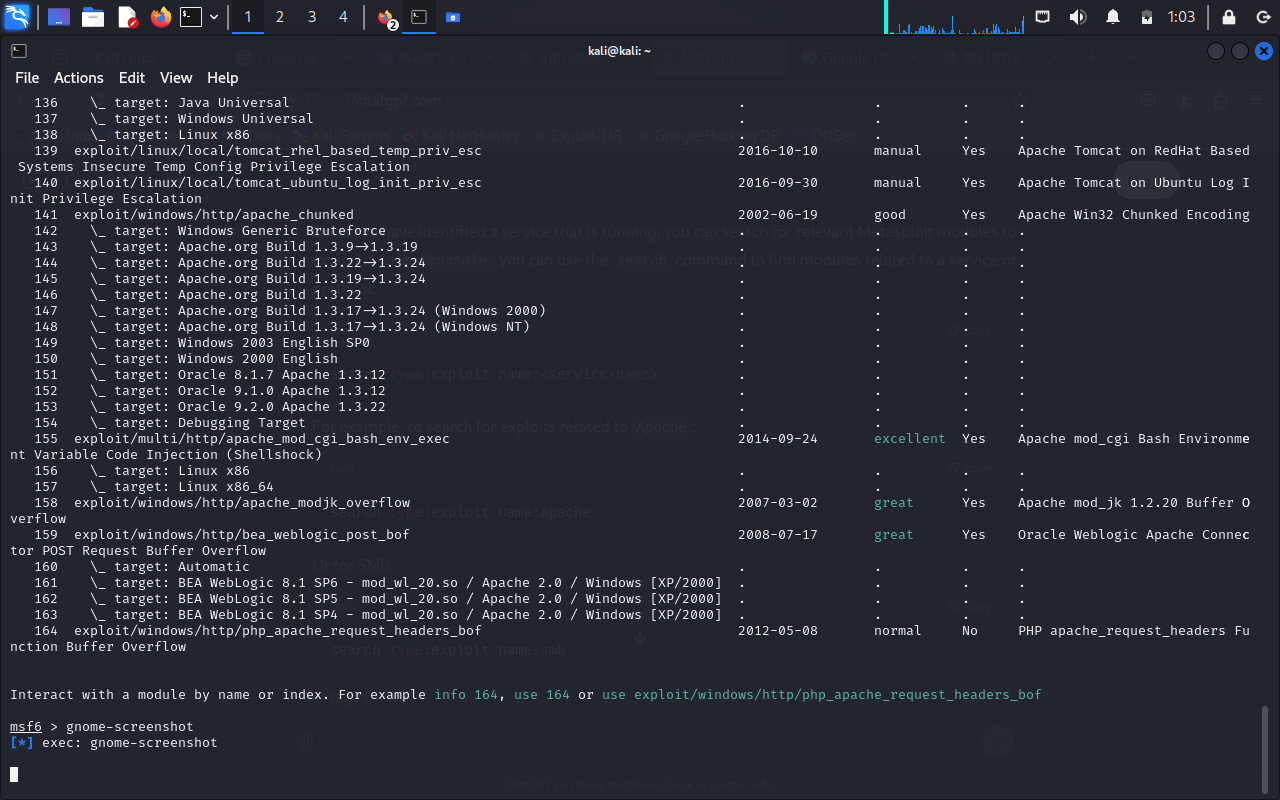 1 2 3 4 2 1:03
kali@kali: ~
File Actions Edit View Help
136 \_ target: Java Universal . . . .
137 \_ target: Windows Universal . . . .
138 \_ target: Linux x86 . . . .
139 exploit/linux/local/tomcat_rhel_based_temp_priv_esc 2016-10-10 manual Yes Apache Tomcat on RedHat Based
Systems Insecure Temp Config Privilege Escalation
140 exploit/linux/local/tomcat_ubuntu_log_init_priv_esc 2016-09-30 manual Yes Apache Tomcat on Ubuntu Log I
nit Privilege Escalation
141 exploit/windows/http/apache_chunked 2002-06-19 good Yes Apache Win32 Chunked Encoding
142 \_ target: Windows Generic Bruteforce . . . .
143 \_ target: Apache.org Build 1.3.9->1.3.19 . . . .
144 \_ target: Apache.org Build 1.3.22->1.3.24 . . . .
145 \_ target: Apache.org Build 1.3.19->1.3.24 . . . .
146 \_ target: Apache.org Build 1.3.22 . . . .
147 \_ target: Apache.org Build 1.3.17->1.3.24 (Windows 2000) . . . .
148 \_ target: Apache.org Build 1.3.17->1.3.24 (Windows NT) . . . .
149 \_ target: Windows 2003 English SP0 . . . .
150 \_ target: Windows 2000 English . . . .
151 \_ target: Oracle 8.1.7 Apache 1.3.12 . . . .
152 \_ target: Oracle 9.1.0 Apache 1.3.12 . . . .
153 \_ target: Oracle 9.2.0 Apache 1.3.22 . . . .
154 \_ target: Debugging Target . . . .
155 exploit/multi/http/apache_mod_cgi_bash_env_exec 2014-09-24 excellent Yes Apache mod_cgi Bash Environme
nt Variable Code Injection (Shellshock)
156 \_ target: Linux x86 . . . .
157 \_ target: Linux x86_64 . . . .
158 exploit/windows/http/apache_modjk_overflow 2007-03-02 great Yes Apache mod_jk 1.2.20 Buffer O
verflow
159 exploit/windows/http/bea_weblogic_post_bof 2008-07-17 great Yes Oracle Weblogic Apache Connec
tor POST Request Buffer Overflow
160 \_ target: Automatic . . . .
161 \_ target: BEA WebLogic 8.1 SP6 - mod_wl_20.so / Apache 2.0 / Windows [XP/2000] . . . .
162 \_ target: BEA WebLogic 8.1 SP5 - mod_wl_20.so / Apache 2.0 / Windows [XP/2000] . . . .
163 \_ target: BEA WebLogic 8.1 SP4 - mod_wl_20.so / Apache 2.0 / Windows [XP/2000] . . . .
164 exploit/windows/http/php_apache_request_headers_bof 2012-05-08 normal No PHP apache_request_headers Fu
nction Buffer Overflow
Interact with a module by name or index. For example info 164, use 164 or use exploit/windows/http/php_apache_request_headers_bof
msf6 > gnome-screenshot
[*] exec: gnome-screenshot